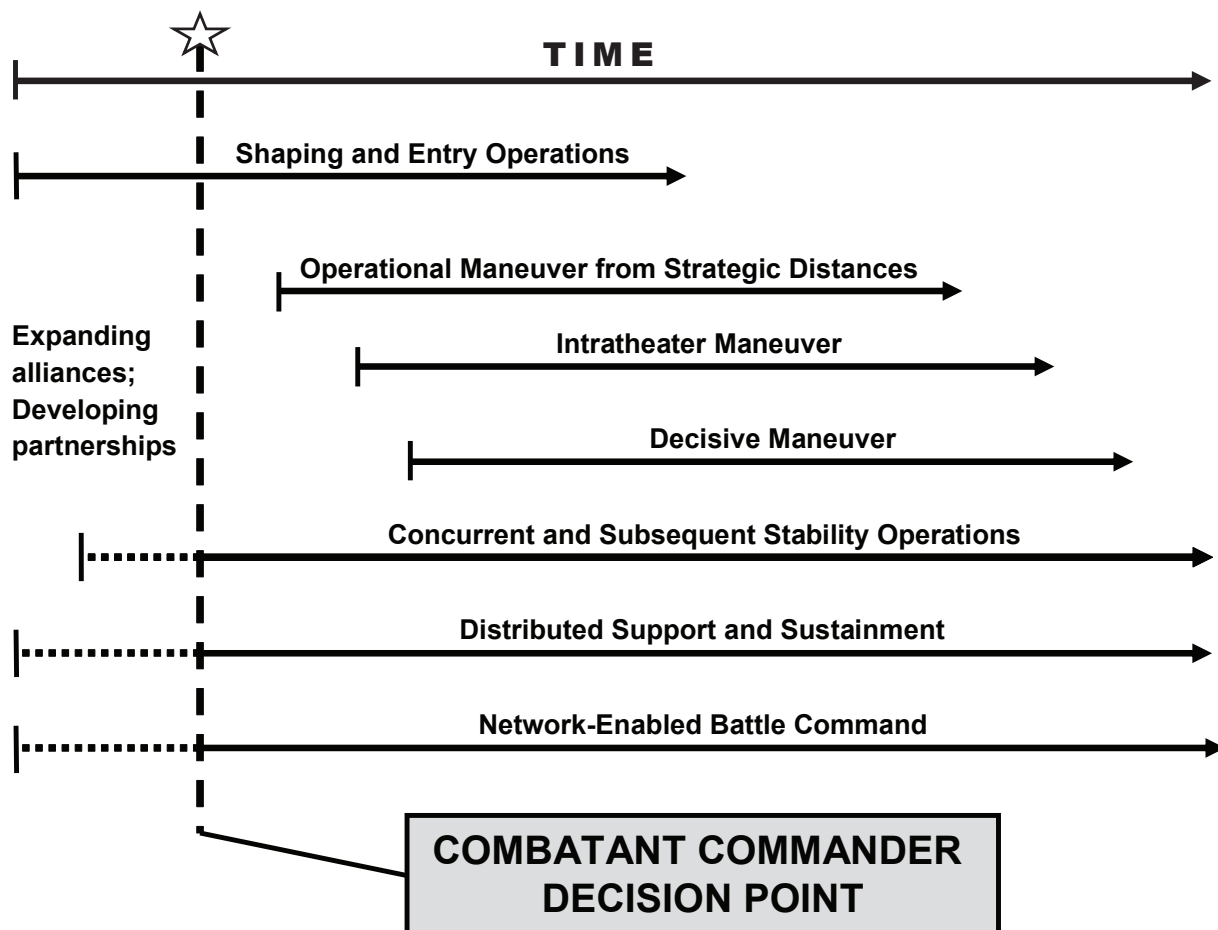 TIME
Shaping and Entry Operations
Operational Maneuver from Strategic Distances
Expanding
alliances;
Developing
partnerships
Intratheater Maneuver
Decisive Maneuver
Concurrent and Subsequent Stability Operations
Distributed Support and Sustainment
Network-Enabled Battle Command
COMBATANT COMMANDER
DECISION POINT